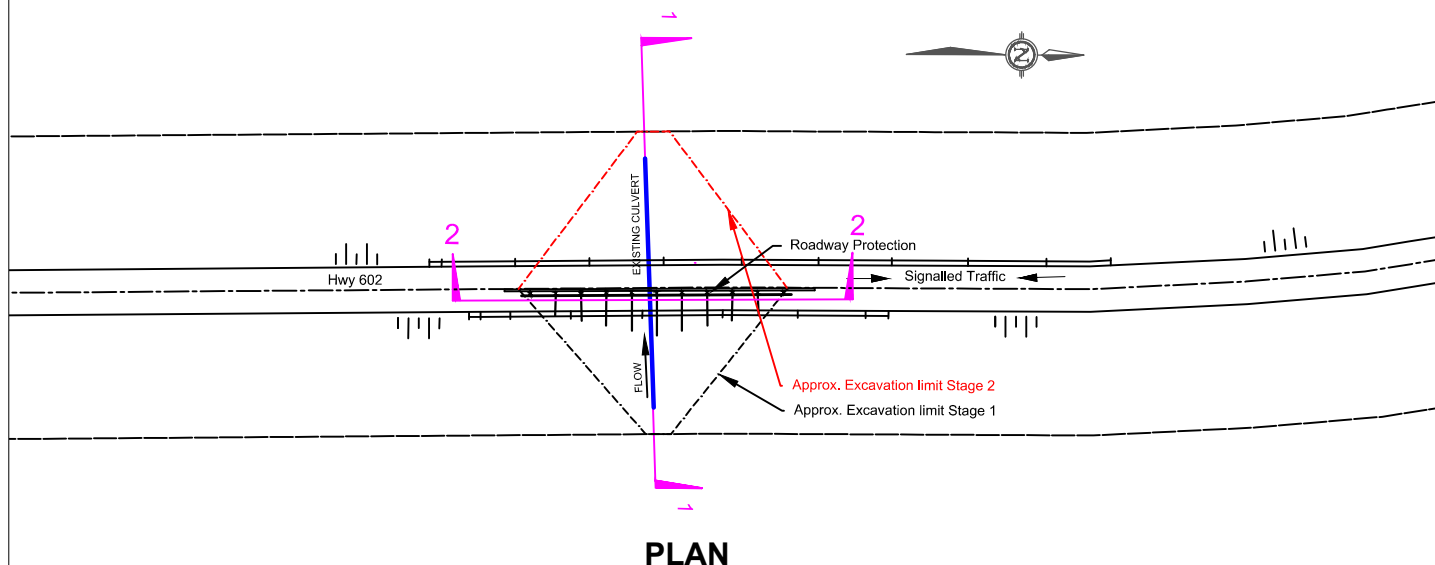 1
N
EXISTING CULVERT
2
2
Roadway Protection
Hwy 602
Signalled Traffic
FLOW
Approx. Excavation limit Stage 2
Approx. Excavation limit Stage 1
1
PLAN